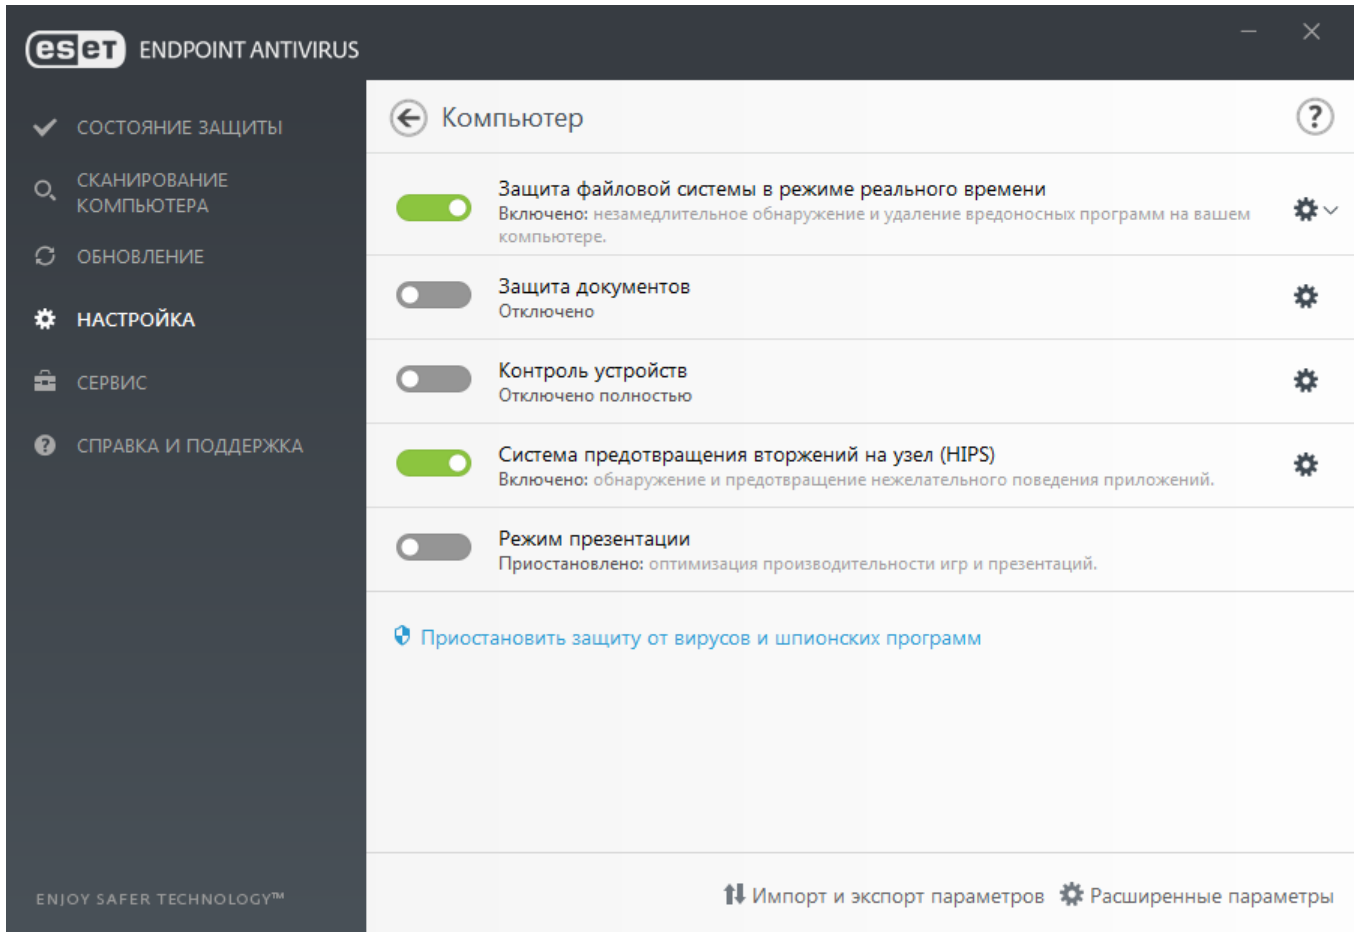 eset ENDPOINT ANTIVIRUS
СОСТОЯНИЕ ЗАЩИТЫ
СКАНИРОВАНИЕ
КОМПЬЮТЕРА
ОБНОВЛЕНИЕ
НАСТРОЙКА
СЕРВИС
СПРАВКА И ПОДДЕРЖКА
ENJOY SAFER TECHNOLOGY™
Компьютер
?
Защита файловой системы в режиме реального времени
Включено: незамедлительное обнаружение и удаление вредоносных программ на вашем
компьютере.
Защита документов
Отключено
Контроль устройств
Отключено полностью
Система предотвращения вторжений на узел (HIPS)
Включено: обнаружение и предотвращение нежелательного поведения приложений.
Режим презентации
Приостановлено: оптимизация производительности игр и презентаций.
Приостановить защиту от вирусов и шпионских программ
Импорт и экспорт параметров Расширенные параметры